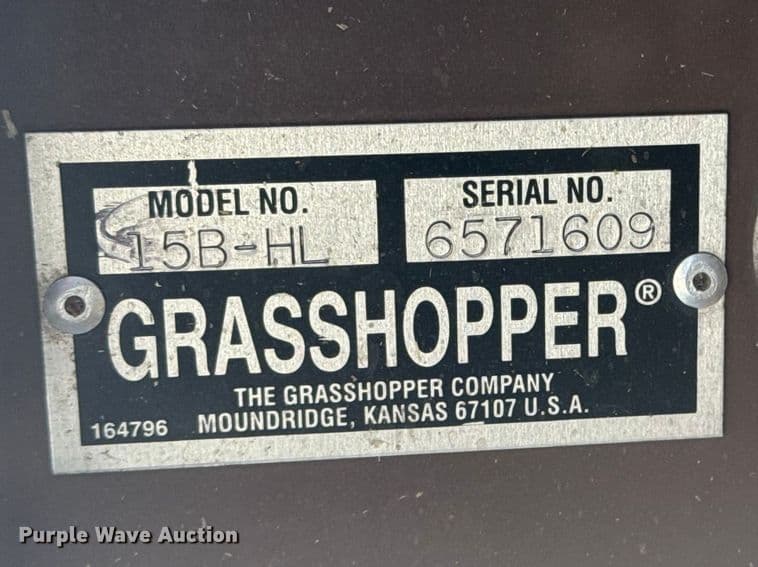 MODEL NO.
15B-HL
SERIAL NO.
6571609
GRASSHOPPER®
THE GRASSHOPPER COMPANY
164796 MOUNDRIDGE, KANSAS 67107 U.S.A.
Purple Wave Auction